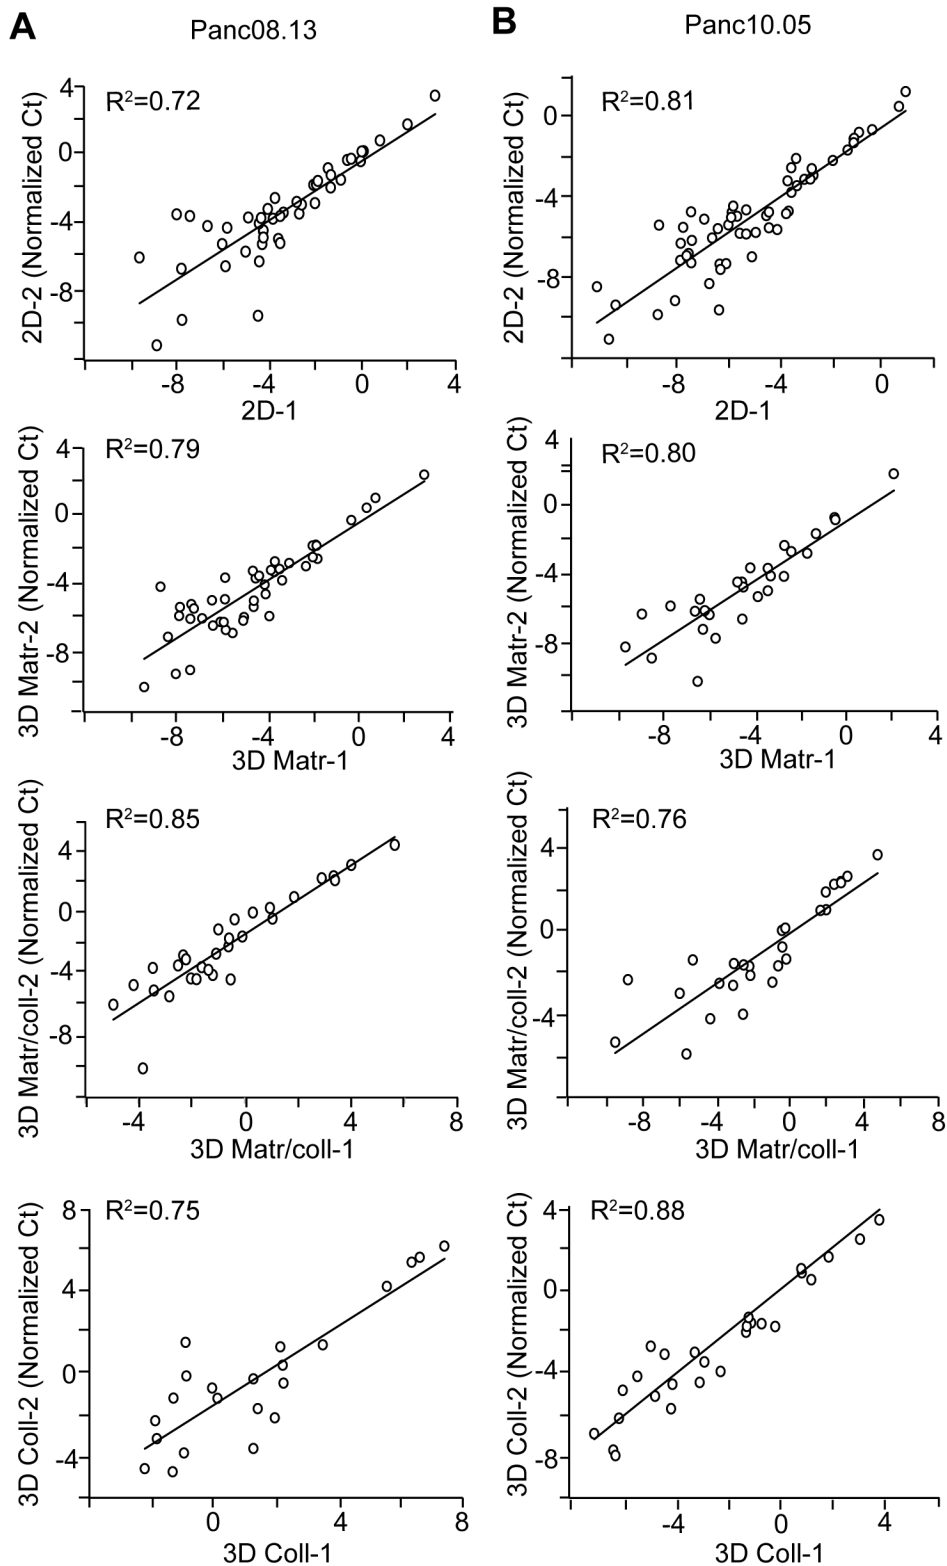 A
Panc08.13
B
Panc10.05
R²=0.72
2D-2 (Normalized Ct)
4
0
-4
-8
-8 -4 0 4
2D-1
R²=0.81
2D-2 (Normalized Ct)
0
-4
-8
-8 -4 0
2D-1
R²=0.79
3D Matr-2 (Normalized Ct)
4
0
-4
-8
-8 -4 0 4
3D Matr-1
R²=0.80
3D Matr-2 (Normalized Ct)
4
0
-4
-8
-8 -4 0 4
3D Matr-1
R²=0.85
3D Matr/coll-2 (Normalized Ct)
4
0
-4
-8
-4 0 4 8
3D Matr/coll-1
R²=0.76
3D Matr/coll-2 (Normalized Ct)
4
0
-4
-8 -4 0 4 8
3D Matr/coll-1
R²=0.75
3D Coll-2 (Normalized Ct)
8
4
0
-4
0 4 8
3D Coll-1
R²=0.88
3D Coll-2 (Normalized Ct)
4
0
-4
-8
-4 0 4
3D Coll-1